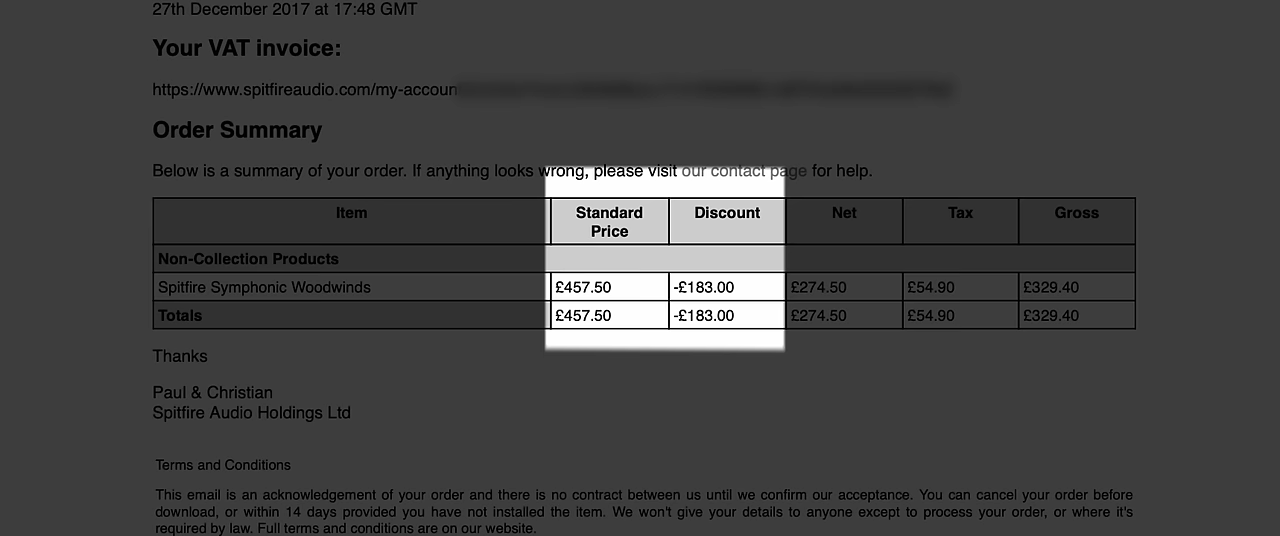 27th December 2017 at 17:48 GMT
Your VAT invoice:
https://www.spitfireaudio.com/my-accoun
Order Summary
Below is a summary of your order. If anything looks wrong, please visit our contact page for help.
Item Standard Price Discount Net Tax Gross
Non-Collection Products
Spitfire Symphonic Woodwinds £457.50 -£183.00 £274.50 £54.90 £329.40
Totals £457.50 -£183.00 £274.50 £54.90 £329.40
Thanks
Paul & Christian
Spitfire Audio Holdings Ltd
Terms and Conditions
This email is an acknowledgement of your order and there is no contract between us until we confirm our acceptance. You can cancel your order before
download, or within 14 days provided you have not installed the item. We won't give your details to anyone except to process your order, or where it's
required by law. Full terms and conditions are on our website.